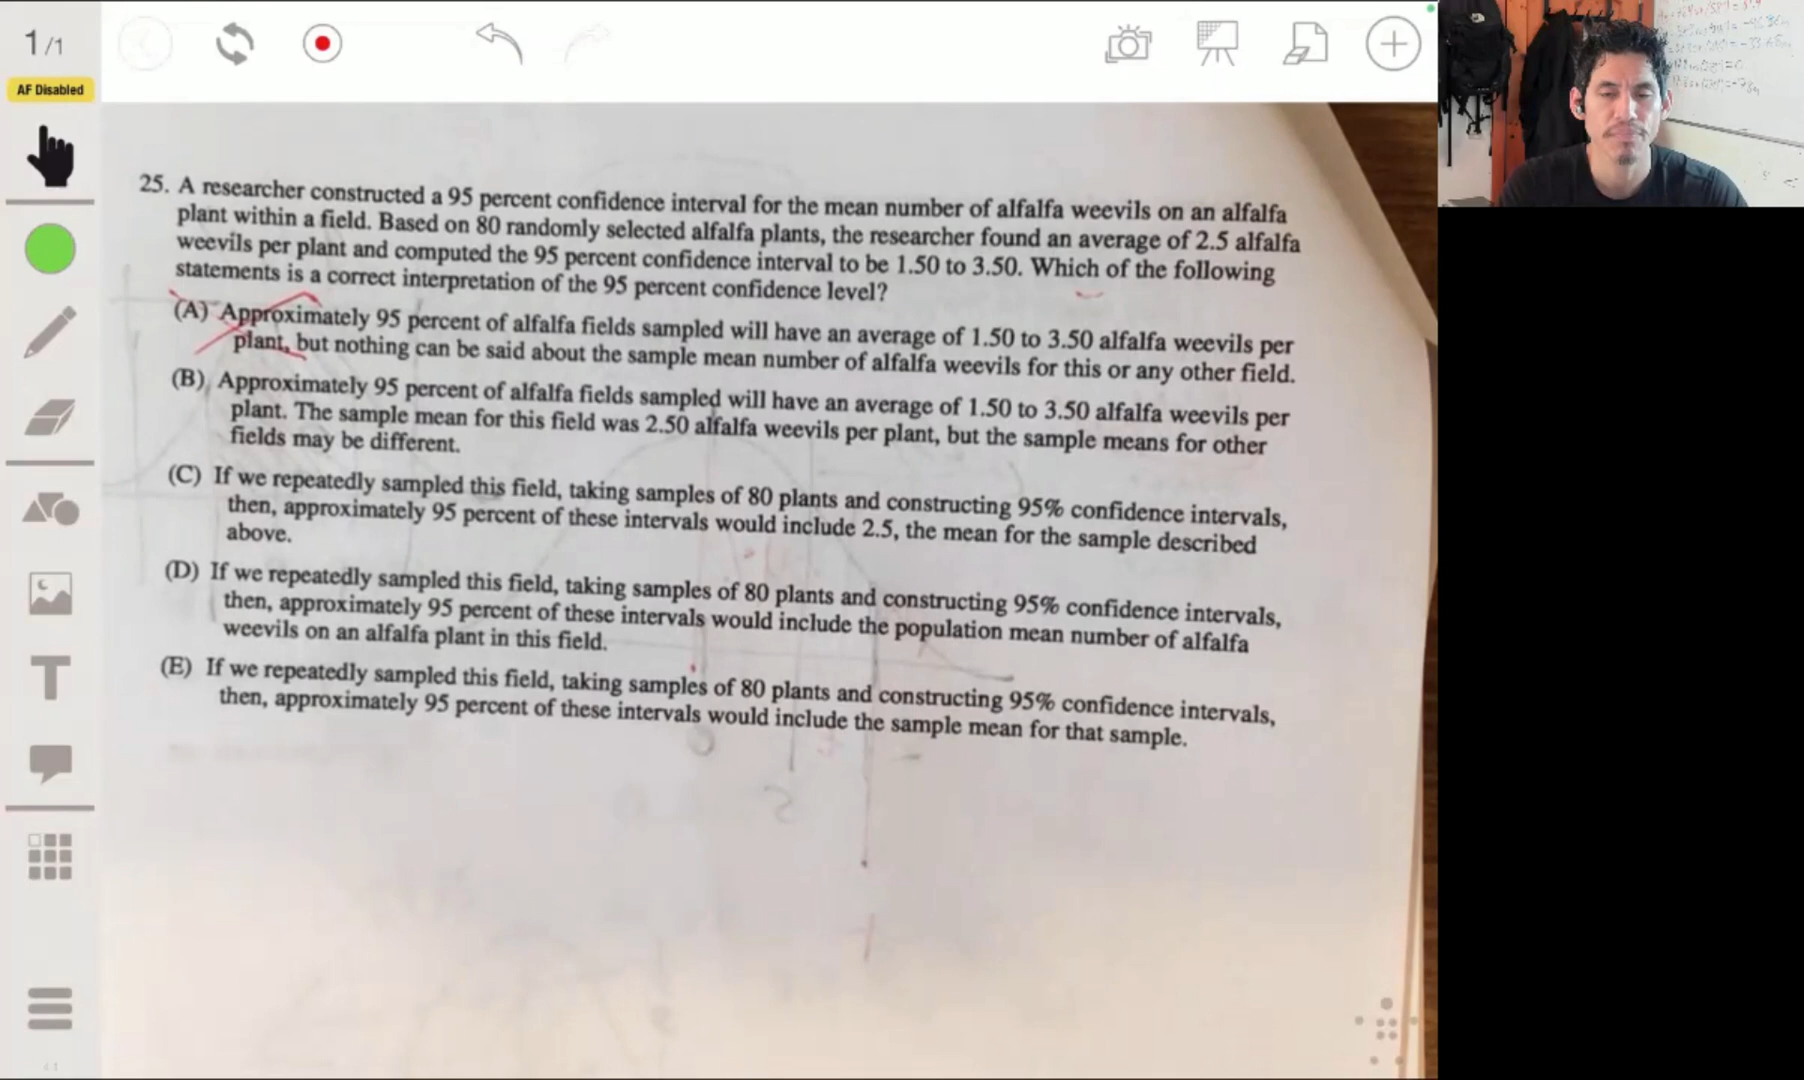 1/1
AF Disabled
25. A researcher constructed a 95 percent confidence interval for the mean number of alfalfa weevils on an alfalfa
plant within a field. Based on 80 randomly selected alfalfa plants, the researcher found an average of 2.5 alfalfa
weevils per plant and computed the 95 percent confidence interval to be 1.50 to 3.50. Which of the following
statements is a correct interpretation of the 95 percent confidence level?
(A) Approximately 95 percent of alfalfa fields sampled will have an average of 1.50 to 3.50 alfalfa weevils per
plant, but nothing can be said about the sample mean number of alfalfa weevils for this or any other field.
(B) Approximately 95 percent of alfalfa fields sampled will have an average of 1.50 to 3.50 alfalfa weevils per
plant. The sample mean for this field was 2.50 alfalfa weevils per plant, but the sample means for other
fields may be different.
(C) If we repeatedly sampled this field, taking samples of 80 plants and constructing 95% confidence intervals,
then, approximately 95 percent of these intervals would include 2.5, the mean for the sample described
above.
(D) If we repeatedly sampled this field, taking samples of 80 plants and constructing 95% confidence intervals,
then, approximately 95 percent of these intervals would include the population mean number of alfalfa
weevils on an alfalfa plant in this field.
(E) If we repeatedly sampled this field, taking samples of 80 plants and constructing 95% confidence intervals,
then, approximately 95 percent of these intervals would include the sample mean for that sample.
T